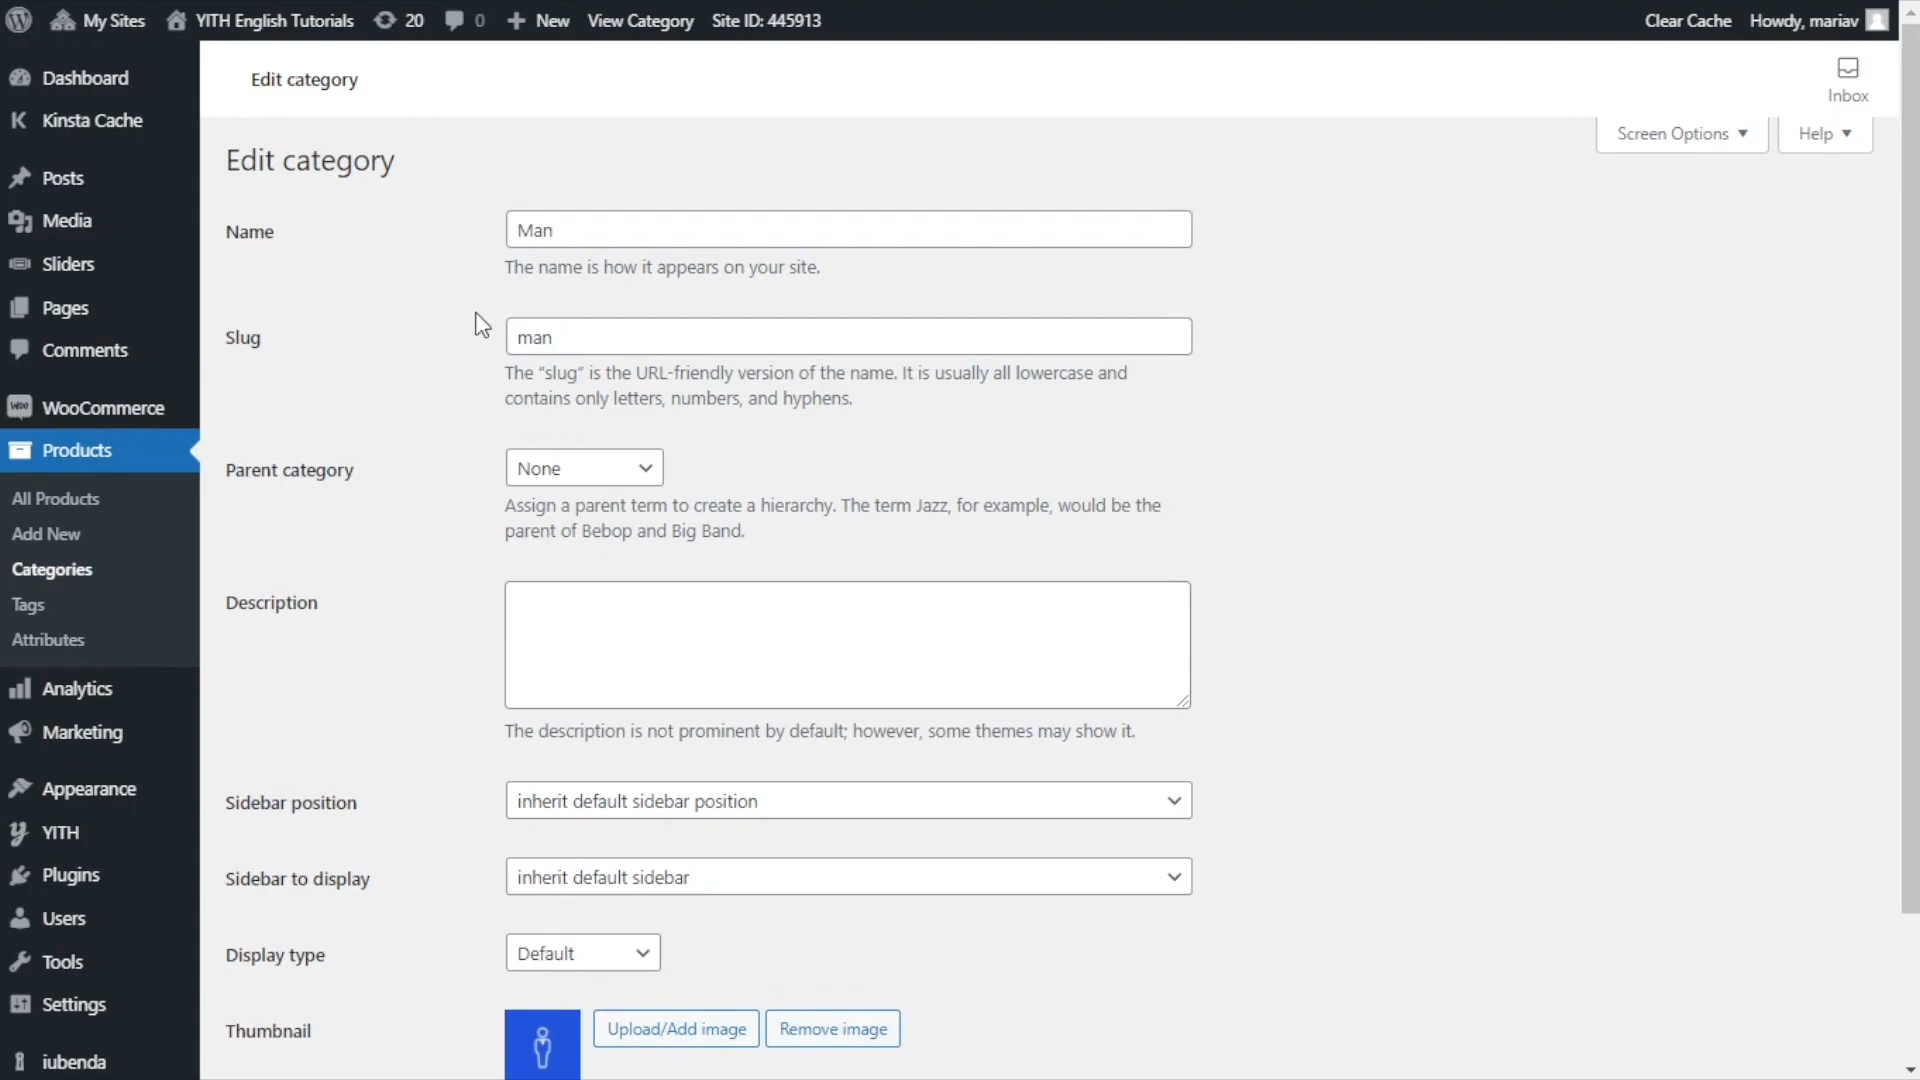 My Sites
YITH English Tutorials
20
0
New
View Category
Site ID: 445913
Clear Cache
Howdy, mariav
Dashboard
Kinsta Cache
Posts
Media
Sliders
Pages
Comments
WooCommerce
Products
All Products
Add New
Categories
Tags
Attributes
Analytics
Marketing
Appearance
YITH
Plugins
Users
Tools
Settings
iubenda
Edit category
Inbox
Screen Options
Help
Edit category
Name
Man
The name is how it appears on your site.
Slug
man
The “slug” is the URL-friendly version of the name. It is usually all lowercase and
contains only letters, numbers, and hyphens.
Parent category
None
Assign a parent term to create a hierarchy. The term Jazz, for example, would be the
parent of Bebop and Big Band.
Description
The description is not prominent by default; however, some themes may show it.
Sidebar position
inherit default sidebar position
Sidebar to display
inherit default sidebar
Display type
Default
Thumbnail
Upload/Add image
Remove image